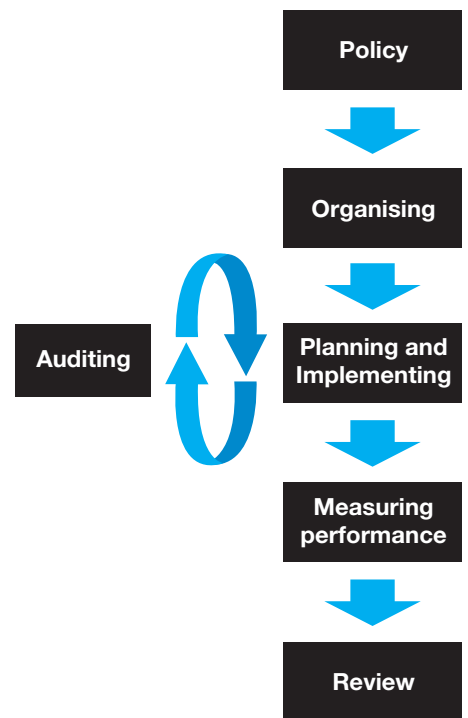 Policy
Organising
Auditing
Planning and
Implementing
Measuring
performance
Review